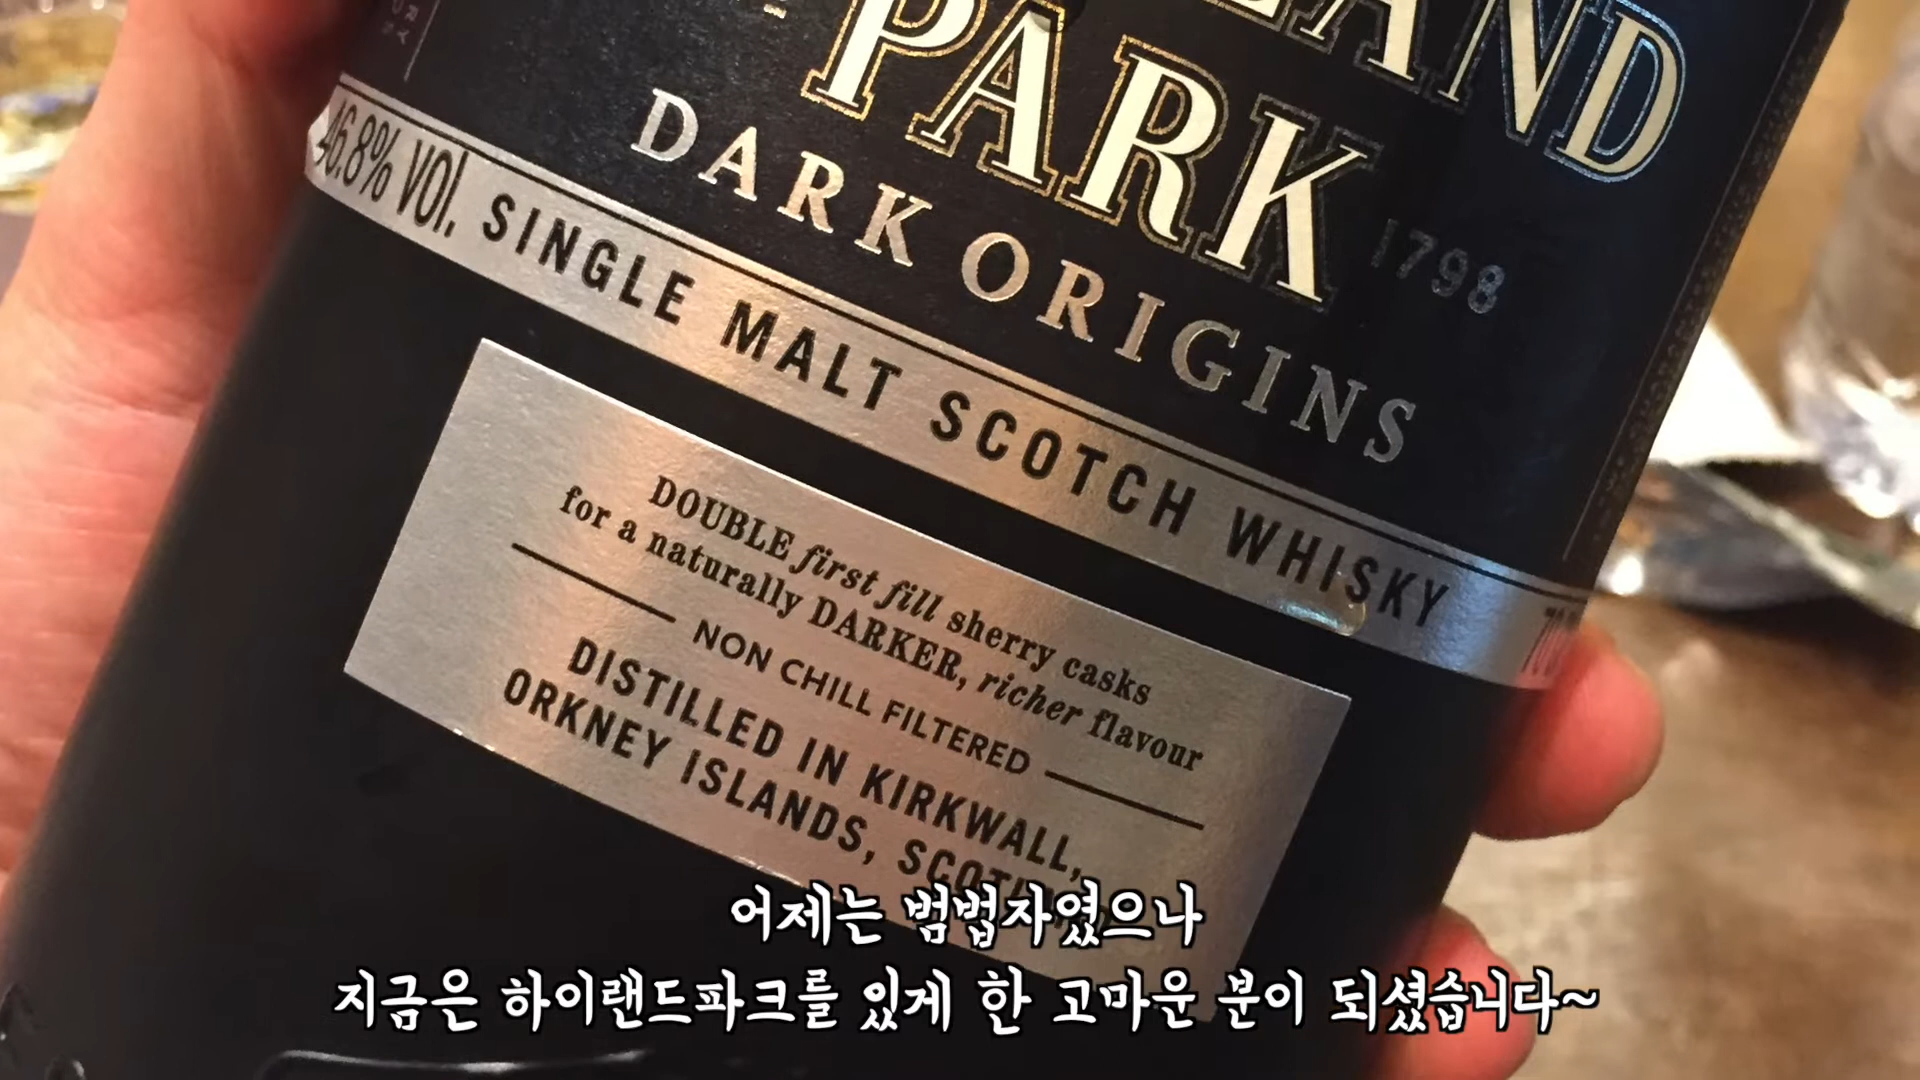 PARK
DARK ORIGINS
1798
46.8% VOL. SINGLE MALT SCOTCH WHISKY
DOUBLE first fill sherry casks
for a naturally DARKER, richer flavour
NON CHILL FILTERED
DISTILLED IN KIRKWALL,
ORKNEY ISLANDS,
어제는 범법자였으나
지금은 하이랜드파크를 있게 한 고마운 분이 되셨습니다~